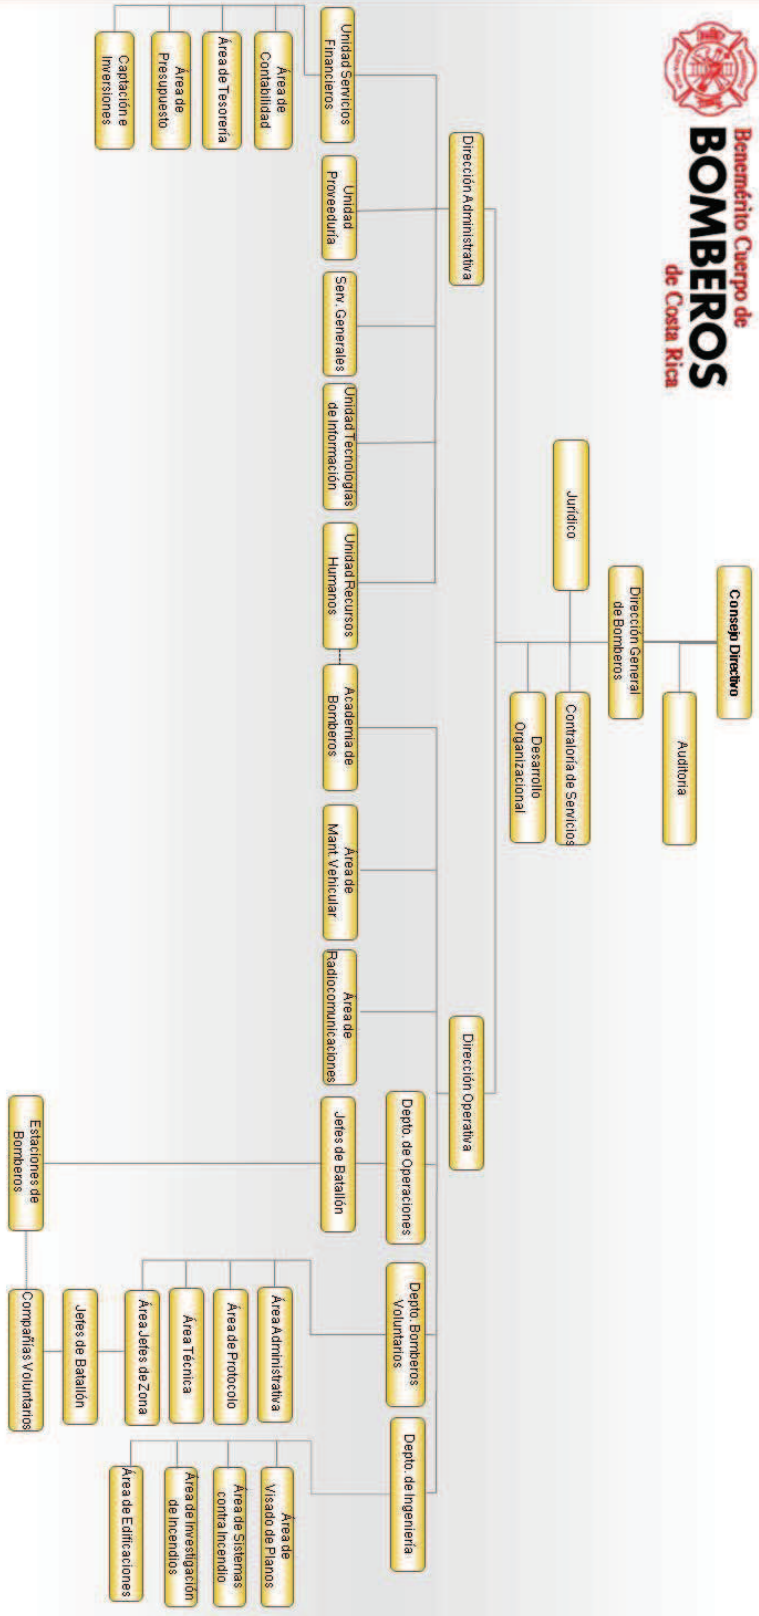 Benemérito Cuerpo de
BOMBEROS
de Costa Rica
Consejo Directivo
Auditoria
Dirección General
de Bomberos
Jurídico
Contraloría de Servicios
Desarrollo
Organizacional
Dirección Administrativa
Dirección Operativa
Unidad Servicios
Financieros
Unidad
Proveeduría
Serv. Generales
Unidad Tecnologías
de Información
Unidad Recursos
Humanos
Academia de
Bomberos
Área de
Mant. Vehicular
Área de
Radiocomunicaciones
Depto. de Operaciones
Depto. Bomberos
Voluntarios
Depto. de Ingeniería
Jefes de Batallón
Área de
Contabilidad
Área de Tesorería
Área de
Presupuesto
Captación e
Inversiones
Área Administrativa
Área de Protocolo
Área Técnica
Área Jefes de Zona
Jefes de Batallón
Área de
Visado de Planos
Área de Sistemas
contra Incendio
Área de Investigación
de Incendios
Área de Edificaciones
Estaciones de
Bomberos
Compañías Voluntarios